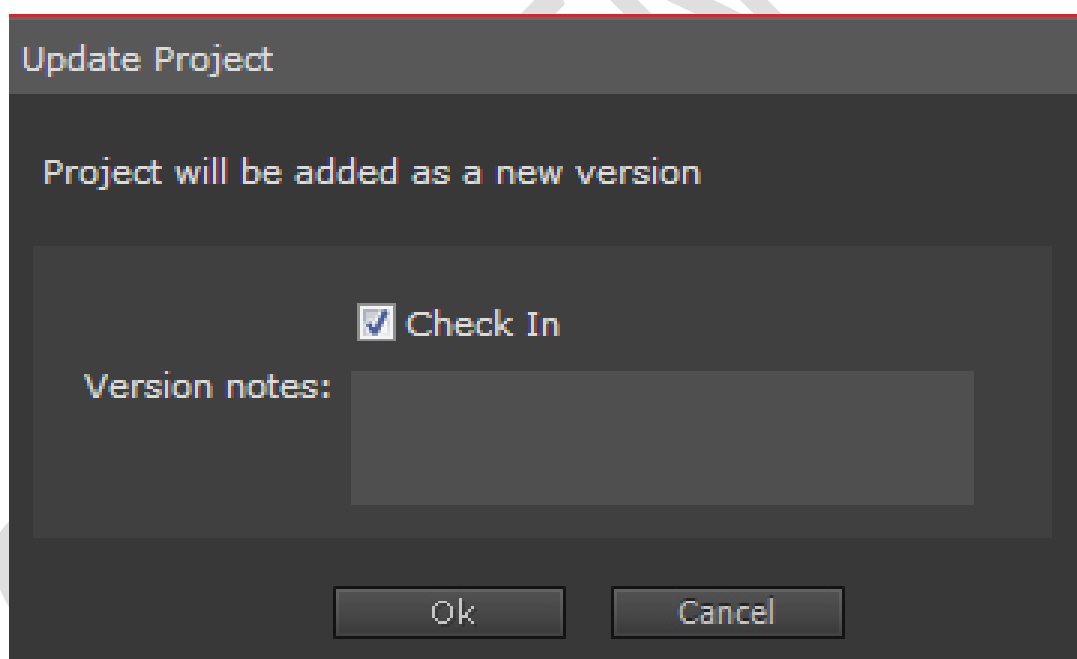 Update Project
Project will be added as a new version
Check In
Version notes:
Ok Cancel